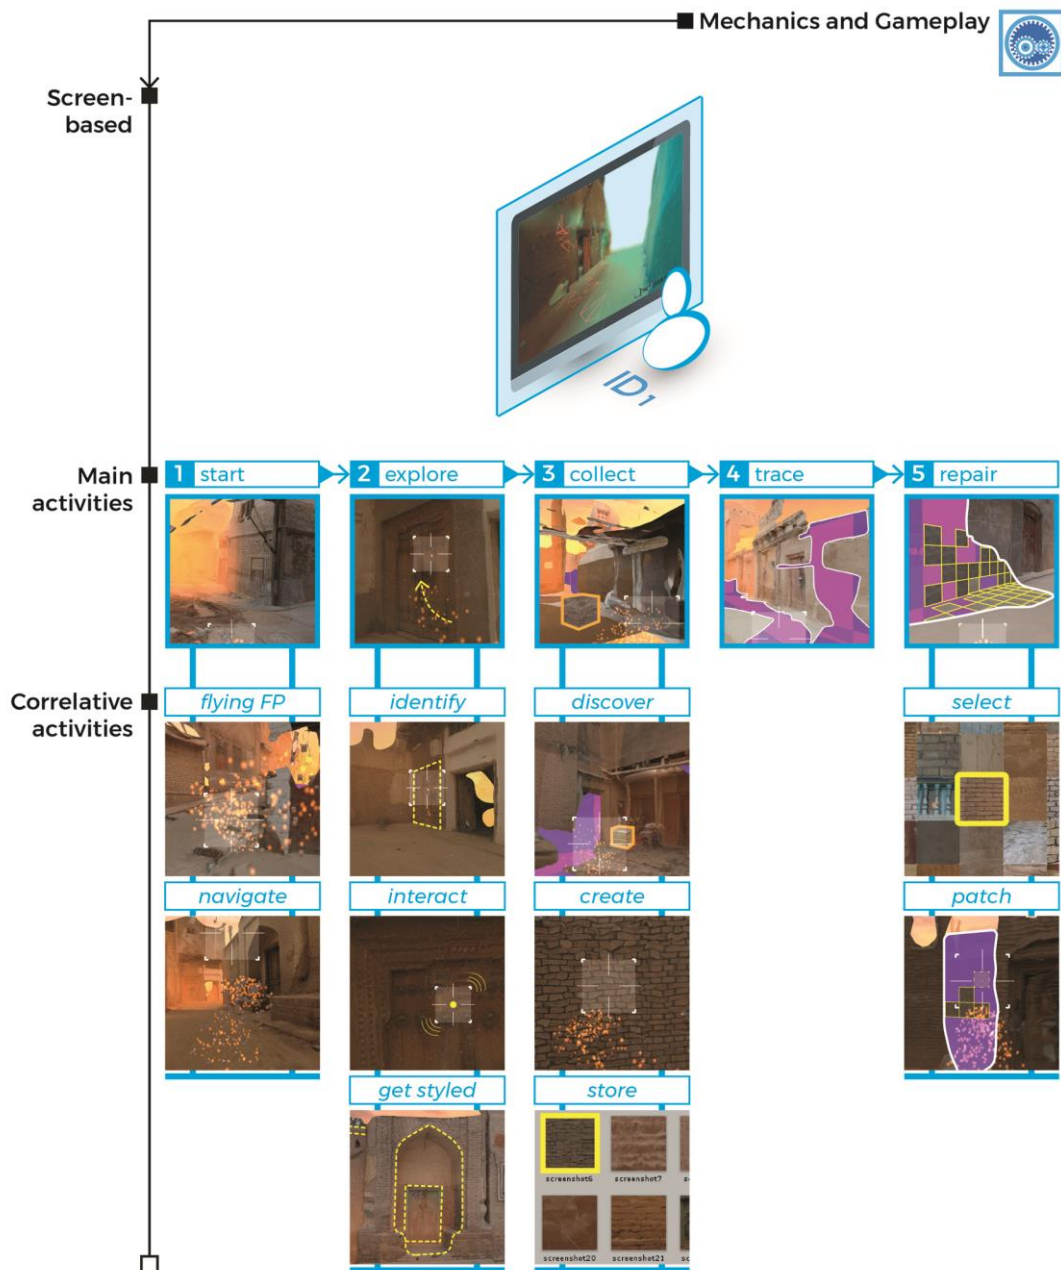 Mechanics and Gameplay
Screen-
based
ID1
Main
activities
1 start
2 explore
3 collect
4 trace
5 repair
Correlative
activities
flying FP
identify
discover
select
navigate
interact
create
patch
get styled
store
screenshot6
screenshot7
screenshot20
screenshot21